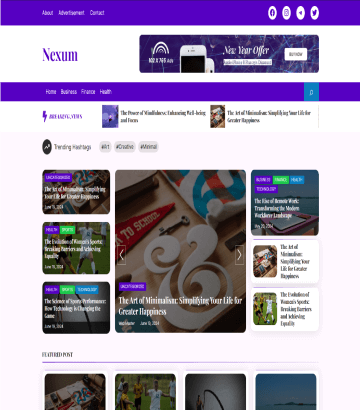 About Advertisement Contact
Nexum
New Year Offer
BUY NOW
Home Business Finance Health
The Power of Mindfulness: Enhancing Well-being
and Focus
The Art of Minimalism: Simplifying Your Life for
Greater Happiness
Trending Hashtags #Art #Creative #Minimal
UNCATEGORIZED
The Art of Minimalism: Simplifying
Your Life for Greater Happiness
June 13, 2024
HEALTH SPORTS
The Evolution of Women's Sports:
Breaking Barriers and Achieving
Equality
HEALTH SPORTS TECHNOLOGY
The Science of Sports Performance:
How Technology is Changing the
Game
UNCATEGORIZED
The Art of Minimalism: Simplifying Your Life for
Greater Happiness
June 13, 2024
BUSINESS FINANCE HEALTH
TECHNOLOGY
The Rise of Remote Work:
Transforming the Modern
Workforce Landscape
The Art of
Minimalism:
Simplifying
Your Life for
Greater
Happiness
The Evolution
of Women's
Sports:
Breaking
Barriers and
Achieving
Equality
FEATURED POST